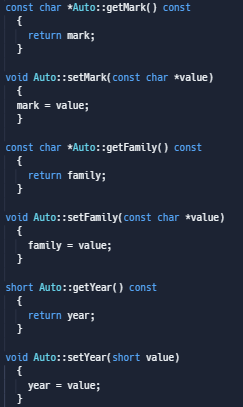 const char *Auto::getMark() const
{
return mark;
}
void Auto::setMark(const char *value)
{
mark = value;
}
const char *Auto::getFamily() const
{
return family;
}
void Auto::setFamily(const char *value)
{
family = value;
}
short Auto::getYear() const
{
return year;
}
void Auto::setYear(short value)
{
year = value;
}